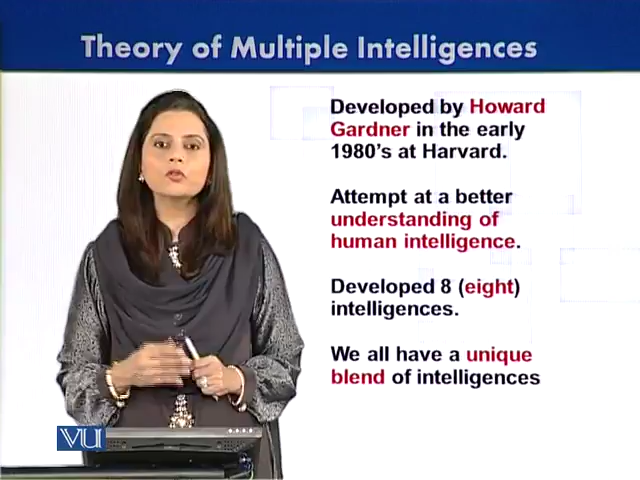 Theory of Multiple Intelligences
Developed by Howard
Gardner in the early
1980's at Harvard.
Attempt at a better
understanding of
human intelligence.
Developed 8 (eight)
intelligences.
We all have a unique
blend of intelligences
VU